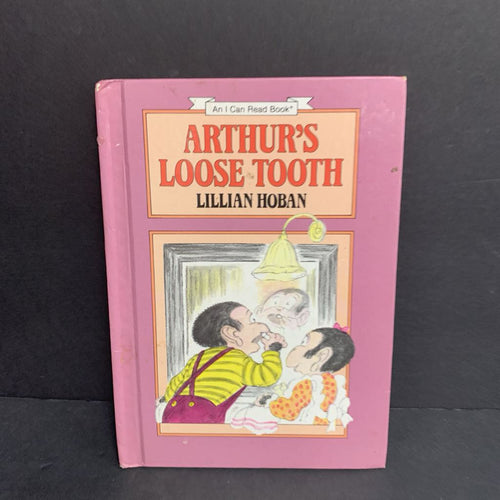 An I Can Read Book®
ARTHUR'S
LOOSE TOOTH
LILLIAN HOBAN